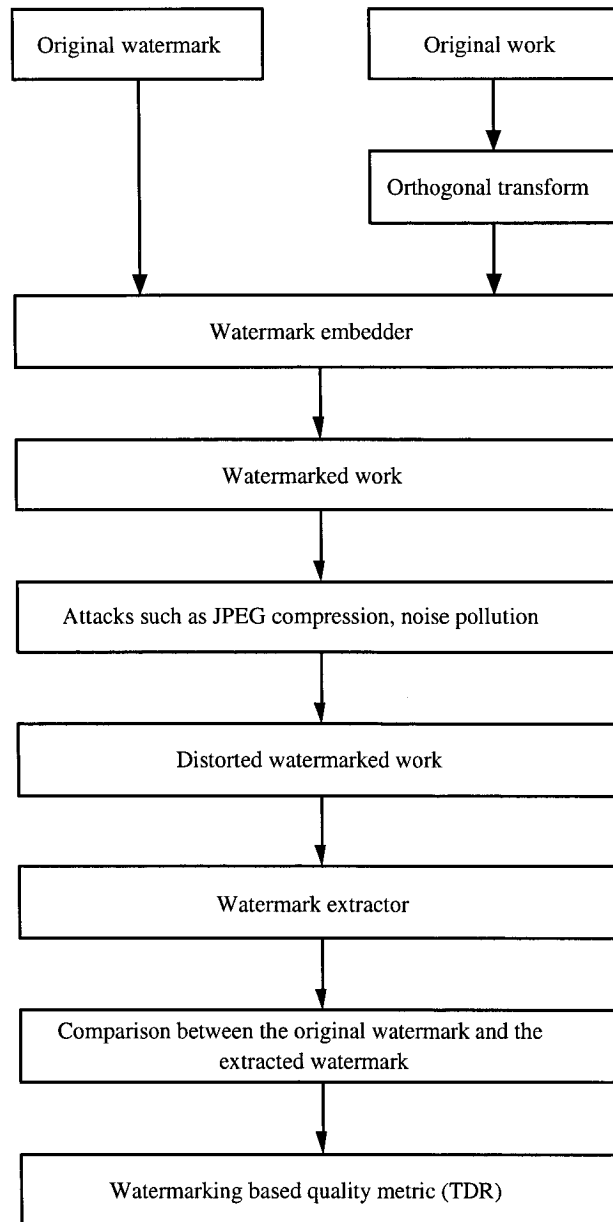 Original watermark
Original work
Orthogonal transform
Watermark embedder
Watermarked work
Attacks such as JPEG compression, noise pollution
Distorted watermarked work
Watermark extractor
Comparison between the original watermark and the
extracted watermark
Watermarking based quality metric (TDR)